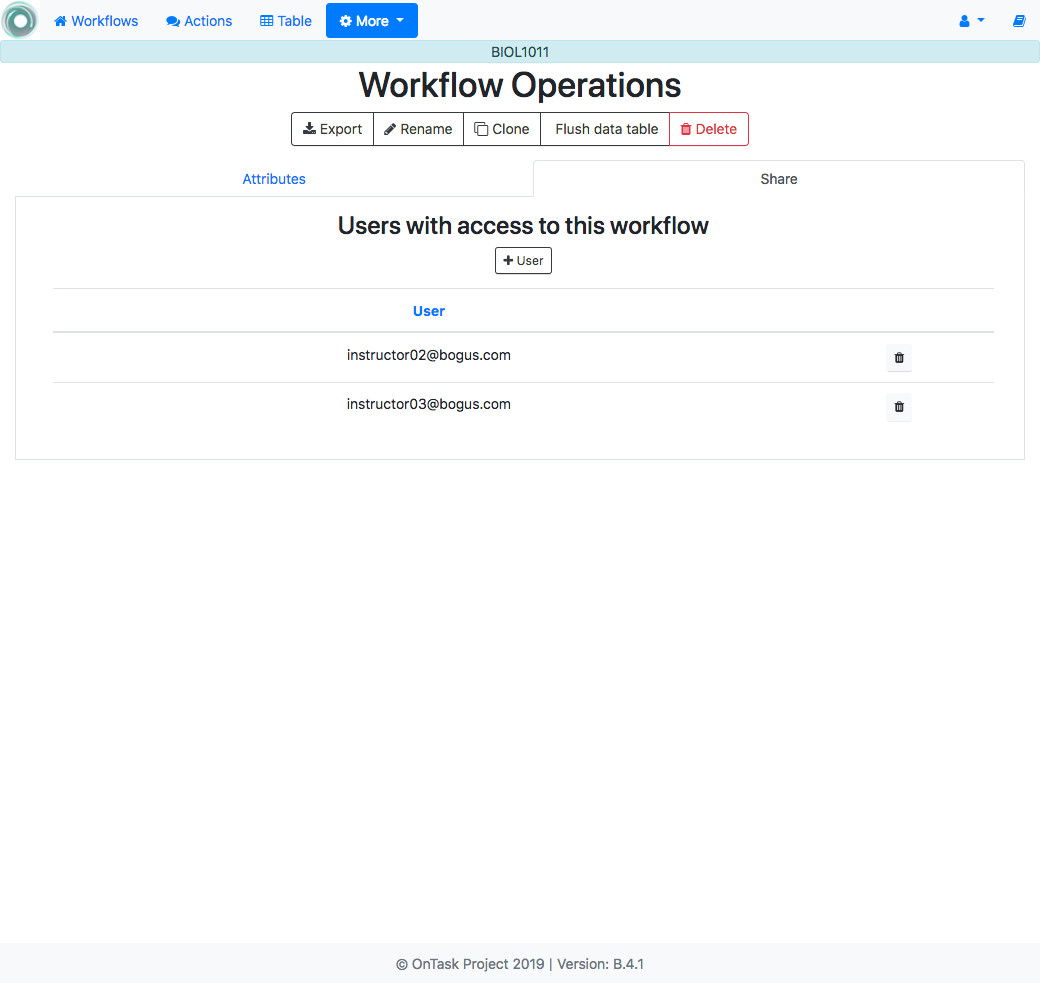 Workflows Actions Table More
BIOL1011
Workflow Operations
Export Rename Clone Flush data table Delete
Attributes Share
Users with access to this workflow
User
User
instructor02@bogus.com
instructor03@bogus.com
© OnTask Project 2019 | Version: B.4.1